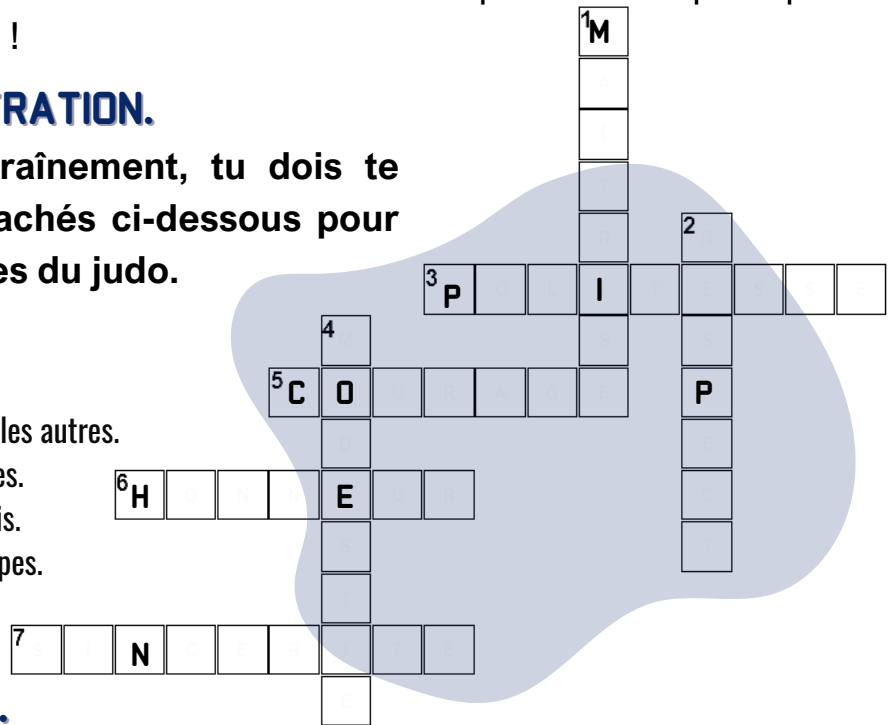 !
TRATION.
raînement, tu dois te
achés ci-dessous pour
es du judo.
les autres.
es.
is.
pes.
1 M A I T R I S E
2 R E S P E C T
3 P O L I T E S S E
4 M O D E S T I E
5 C O U R A G E
6 H O N N E U R
7 S I N C E R I T E